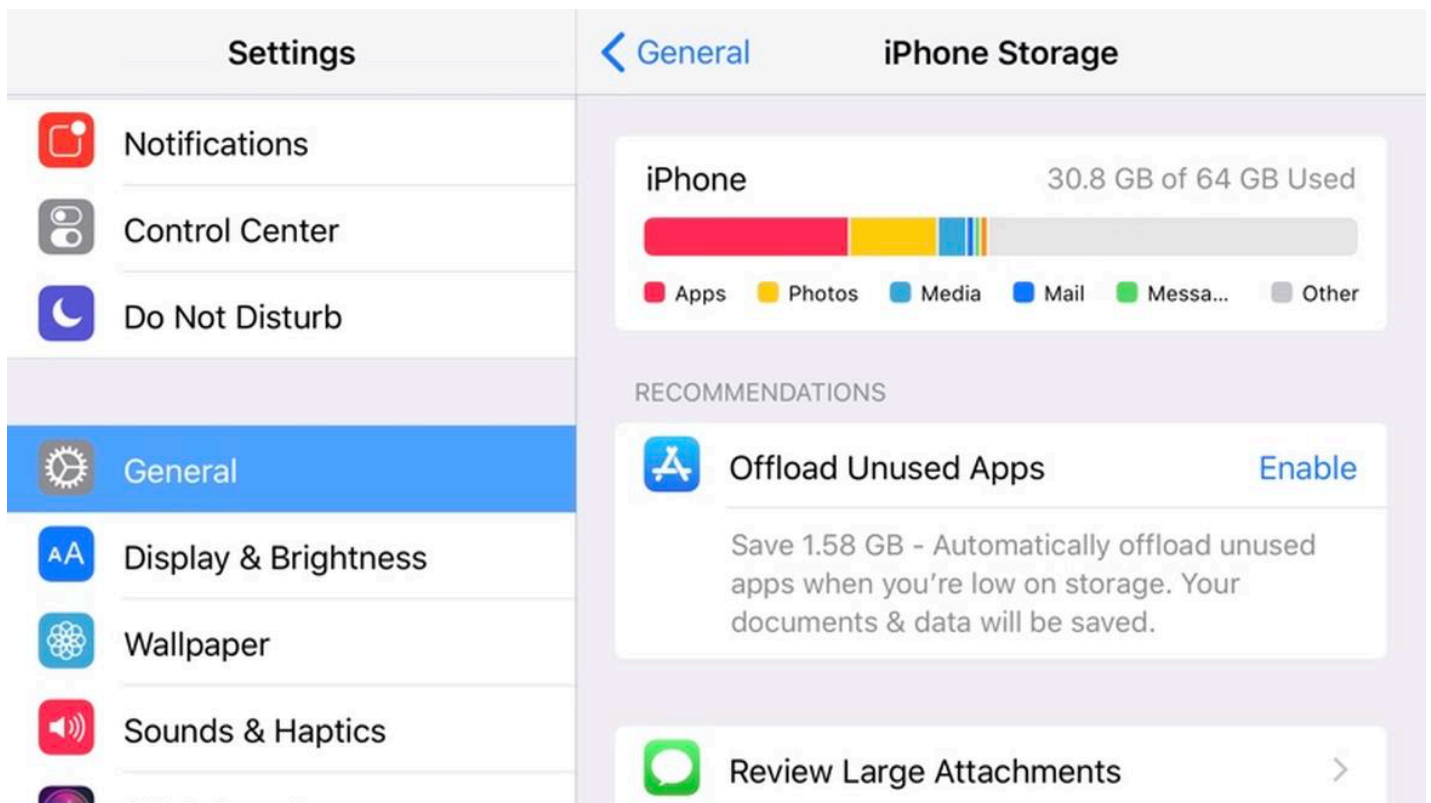 Settings
Notifications
Control Center
Do Not Disturb
General
AA Display & Brightness
Wallpaper
Sounds & Haptics
General
iPhone Storage
iPhone
30.8 GB of 64 GB Used
Apps Photos Media Mail Messa... Other
RECOMMENDATIONS
Offload Unused Apps
Enable
Save 1.58 GB - Automatically offload unused
apps when you're low on storage. Your
documents & data will be saved.
Review Large Attachments